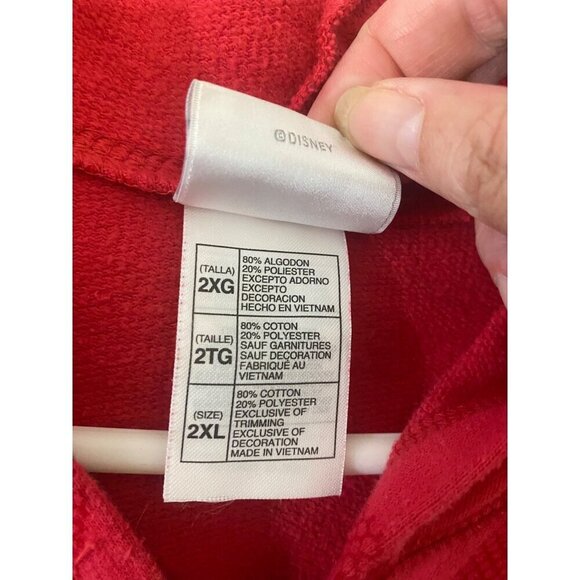 ©DISNEY
(TALLA)
2XG
80% ALGODON
20% POLIESTER
EXCEPTO ADORNO
EXCEPTO
DECORACION
HECHO EN VIETNAM
(TAILLE)
2TG
80% COTON
20% POLYESTER
SAUF GARNITURES
SAUF DECORATION
FABRIQUÉ AU
VIETNAM
(SIZE)
2XL
80% COTTON
20% POLYESTER
EXCLUSIVE OF
TRIMMING
EXCLUSIVE OF
DECORATION
MADE IN VIETNAM